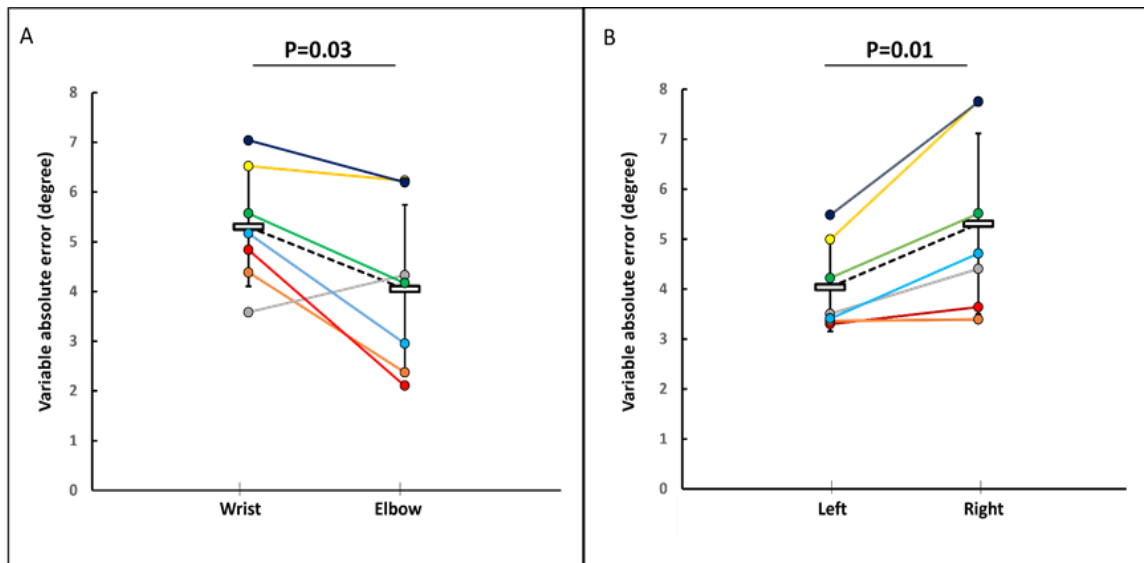 A
P=0.03
Variable absolute error (degree)
8
7
6
5
4
3
2
1
0
Wrist Elbow
B
P=0.01
Variable absolute error (degree)
8
7
6
5
4
3
2
1
0
Left Right